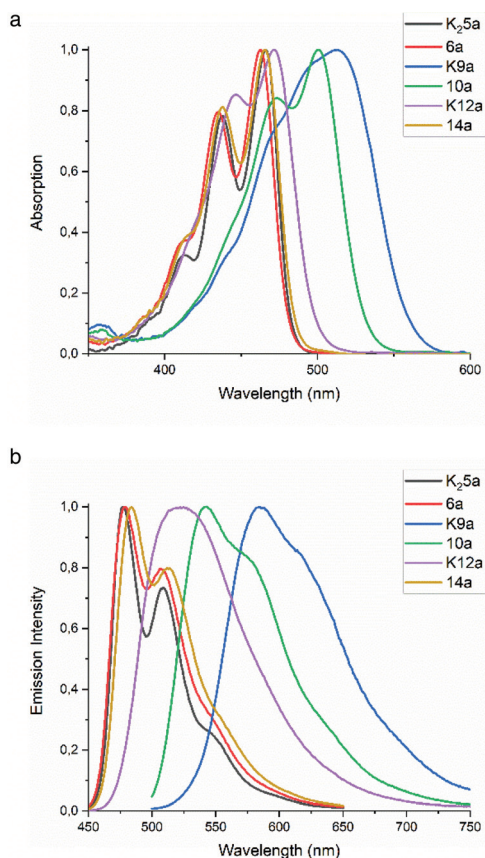 a
1,0
0,8
0,6
0,4
0,2
0,0
Absorption
400
500
600
Wavelength (nm)
K₂5a
6a
K9a
10a
K12a
14a
b
1,0
0,8
0,6
0,4
0,2
0,0
Emission Intensity
450
500
550
600
650
700
750
Wavelength (nm)
K₂5a
6a
K9a
10a
K12a
14a